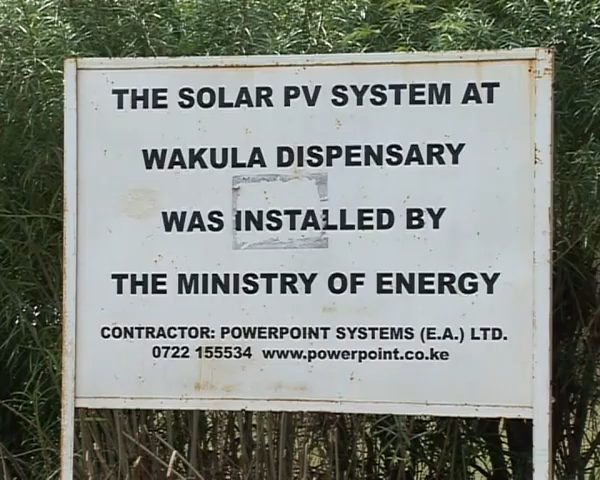 THE SOLAR PV SYSTEM AT
WAKULA DISPENSARY
WAS INSTALLED BY
THE MINISTRY OF ENERGY
CONTRACTOR: POWERPOINT SYSTEMS (E.A.) LTD.
0722 155534 www.powerpoint.co.ke